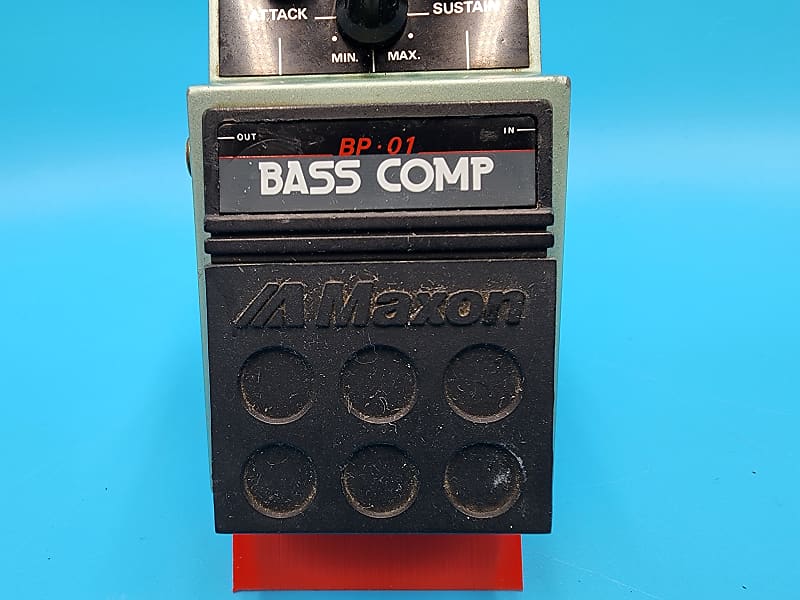 ATTACK
SUSTAIN
MIN.
MAX.
OUT
IN
BP·01
BASS COMP
Maxon